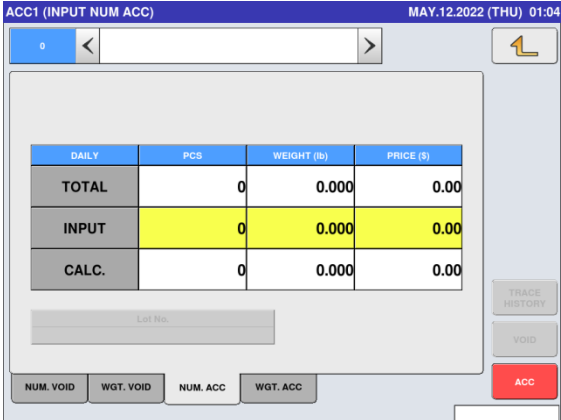 ACC1 (INPUT NUM ACC) MAY.12.2022 (THU) 01:04
0
DAILY PCS WEIGHT (lb) PRICE ($)
TOTAL 0 0.000 0.00
INPUT 0 0.000 0.00
CALC. 0 0.000 0.00
Lot No.
TRACE
HISTORY
VOID
ACC
NUM. VOID WGT. VOID NUM. ACC WGT. ACC